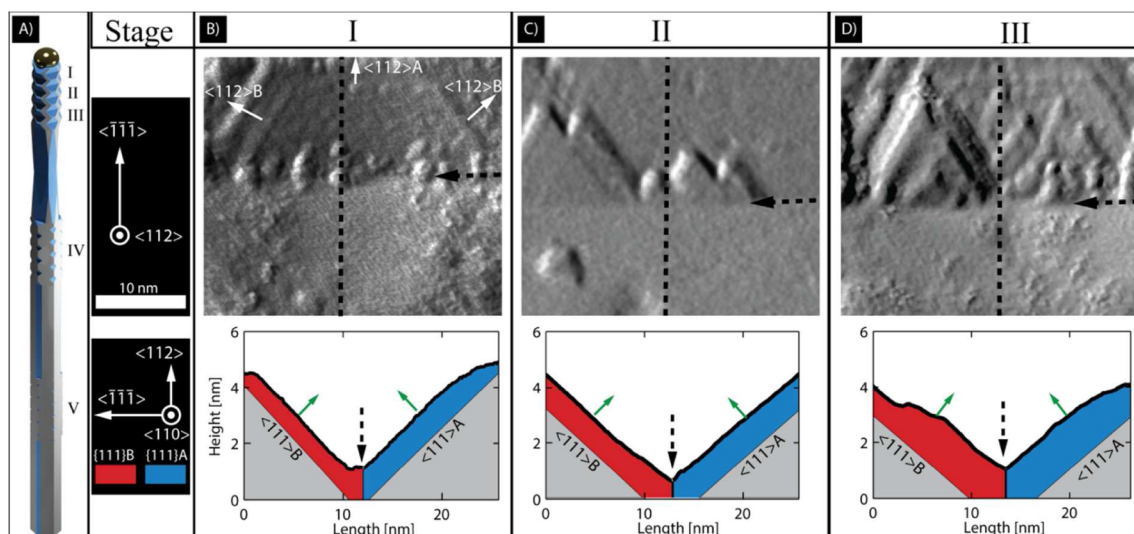 A)
Stage
B)
I
C)
II
D)
III
I
II
III
IV
V
<1̄1̄1̄>
<112>
10 nm
<112>
<1̄1̄1̄>
<110>
{111}B
{111}A
<112>B
<112>A
<112>B
Height [nm]
6
4
2
0
<111>B
<111>A
0
10
20
Length [nm]
6
4
2
0
<111>B
<111>A
0
10
20
Length [nm]
6
4
2
0
<111>B
<111>A
0
10
20
Length [nm]